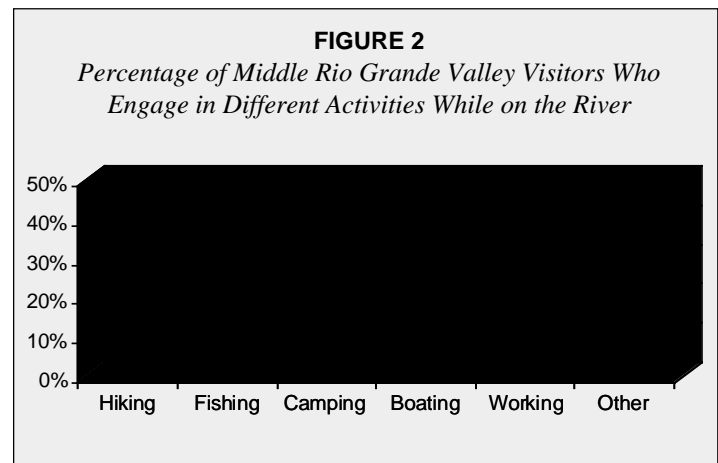 FIGURE 2
Percentage of Middle Rio Grande Valley Visitors Who
Engage in Different Activities While on the River
50%
40%
30%
20%
10%
0%
Hiking Fishing Camping Boating Working Other